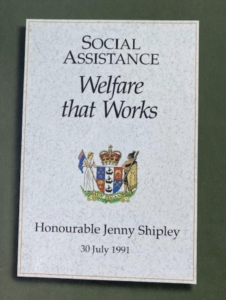 SOCIAL
ASSISTANCE
Welfare
that Works
Honourable Jenny Shipley
30 July 1991